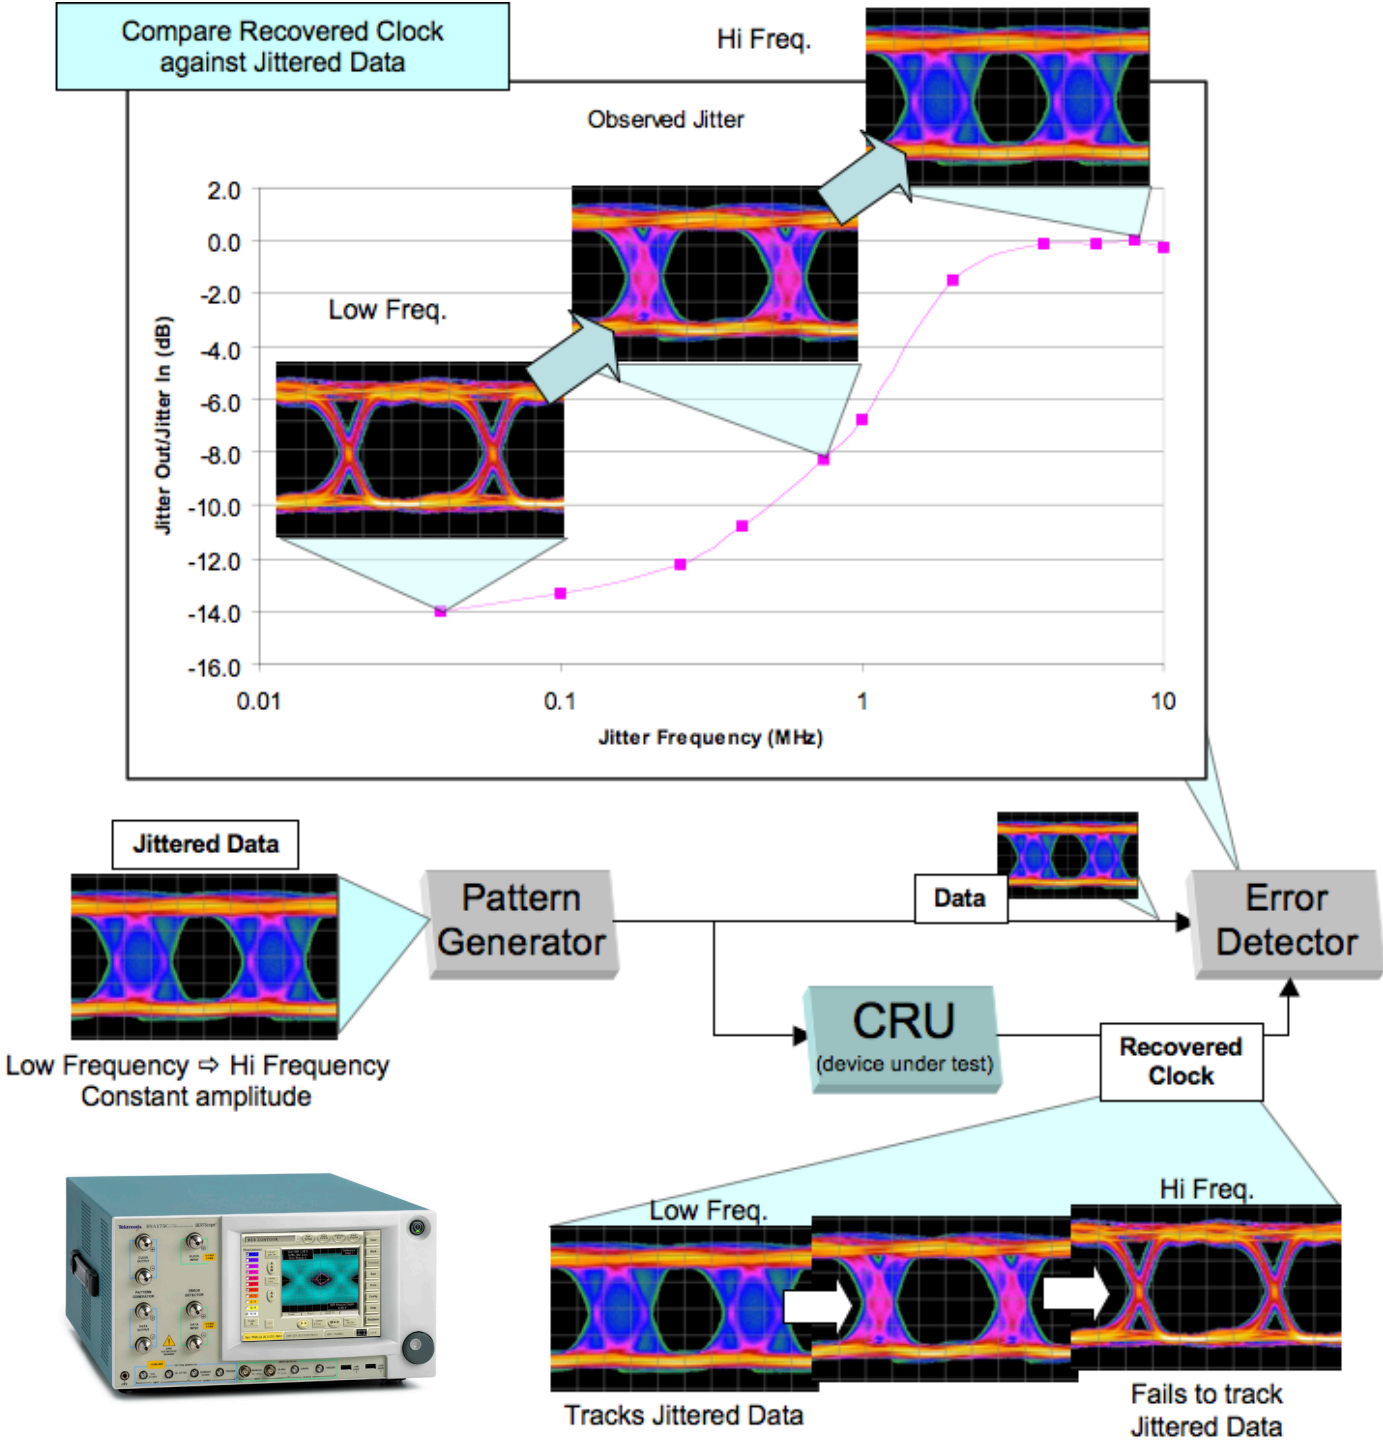 Compare Recovered Clock
against Jittered Data
Hi Freq.
Observed Jitter
Low Freq.
Jitter Out/Jitter In (dB)
2.0
0.0
-2.0
-4.0
-6.0
-8.0
-10.0
-12.0
-14.0
-16.0
0.01
0.1
1
10
Jitter Frequency (MHz)
Jittered Data
Pattern
Generator
Data
Error
Detector
CRU
(device under test)
Recovered
Clock
Low Frequency ⇨ Hi Frequency
Constant amplitude
Low Freq.
Hi Freq.
Tracks Jittered Data
Fails to track
Jittered Data
Tektronix